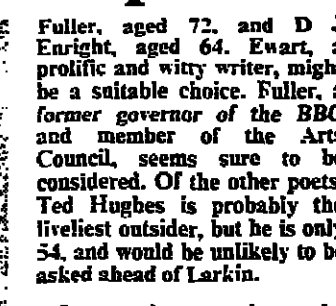 Fuller, aged 72, and D
Enright, aged 64. Ewart,
prolific and witty writer, migh
be a suitable choice. Fuller,
former governor of the BBC
and member of the Arts
Council, seems sure to be
considered. Of the other poets,
Ted Hughes is probably the
liveliest outsider, but he is only
54, and would be unlikely to be
asked ahead of Larkin.